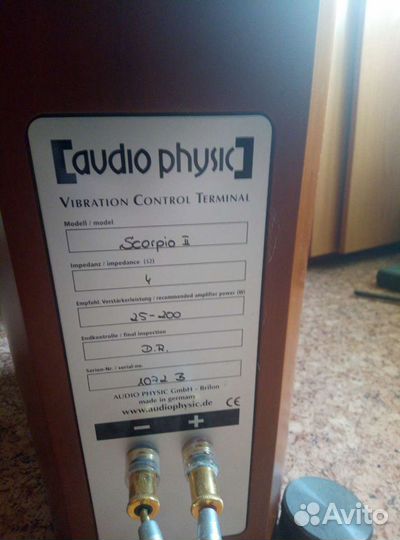 [audio physic]
VIBRATION CONTROL TERMINAL
Modell / model
Scorpio II
Impedanz / impedance (Ω)
4
Empfohl. Verstärkerleistung / recommended amplifier power (W)
25-200
Endkontrolle / final inspection
D.R.
Serien-Nr. / serial-no.
1072 B
AUDIO PHYSIC GmbH - Brilon
made in germany
www.audiophysic.de CE
- +
Avito